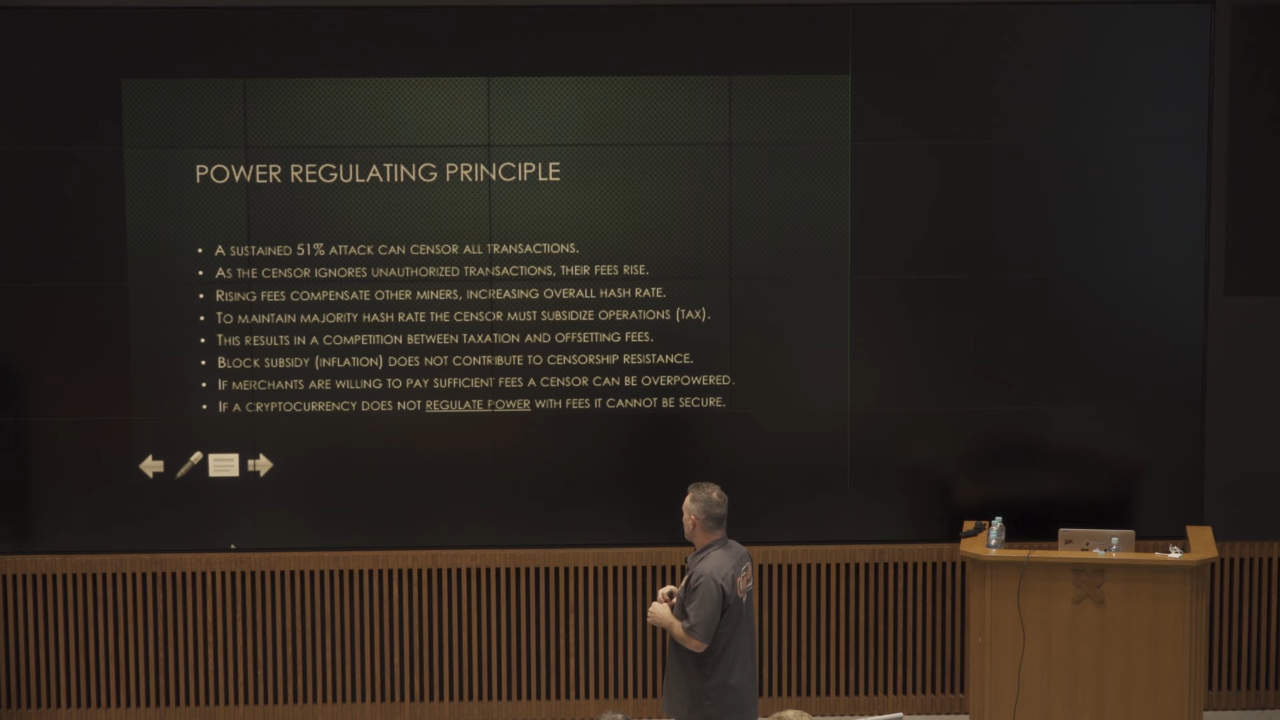 POWER REGULATING PRINCIPLE
• A SUSTAINED 51% ATTACK CAN CENSOR ALL TRANSACTIONS.
• AS THE CENSOR IGNORES UNAUTHORIZED TRANSACTIONS, THEIR FEES RISE.
• RISING FEES COMPENSATE OTHER MINERS, INCREASING OVERALL HASH RATE.
• TO MAINTAIN MAJORITY HASH RATE THE CENSOR MUST SUBSIDIZE OPERATIONS (TAX).
• THIS RESULTS IN A COMPETITION BETWEEN TAXATION AND OFFSETTING FEES.
• BLOCK SUBSIDY (INFLATION) DOES NOT CONTRIBUTE TO CENSORSHIP RESISTANCE.
• IF MERCHANTS ARE WILLING TO PAY SUFFICIENT FEES A CENSOR CAN BE OVERPOWERED.
• IF A CRYPTOCURRENCY DOES NOT REGULATE POWER WITH FEES IT CANNOT BE SECURE.